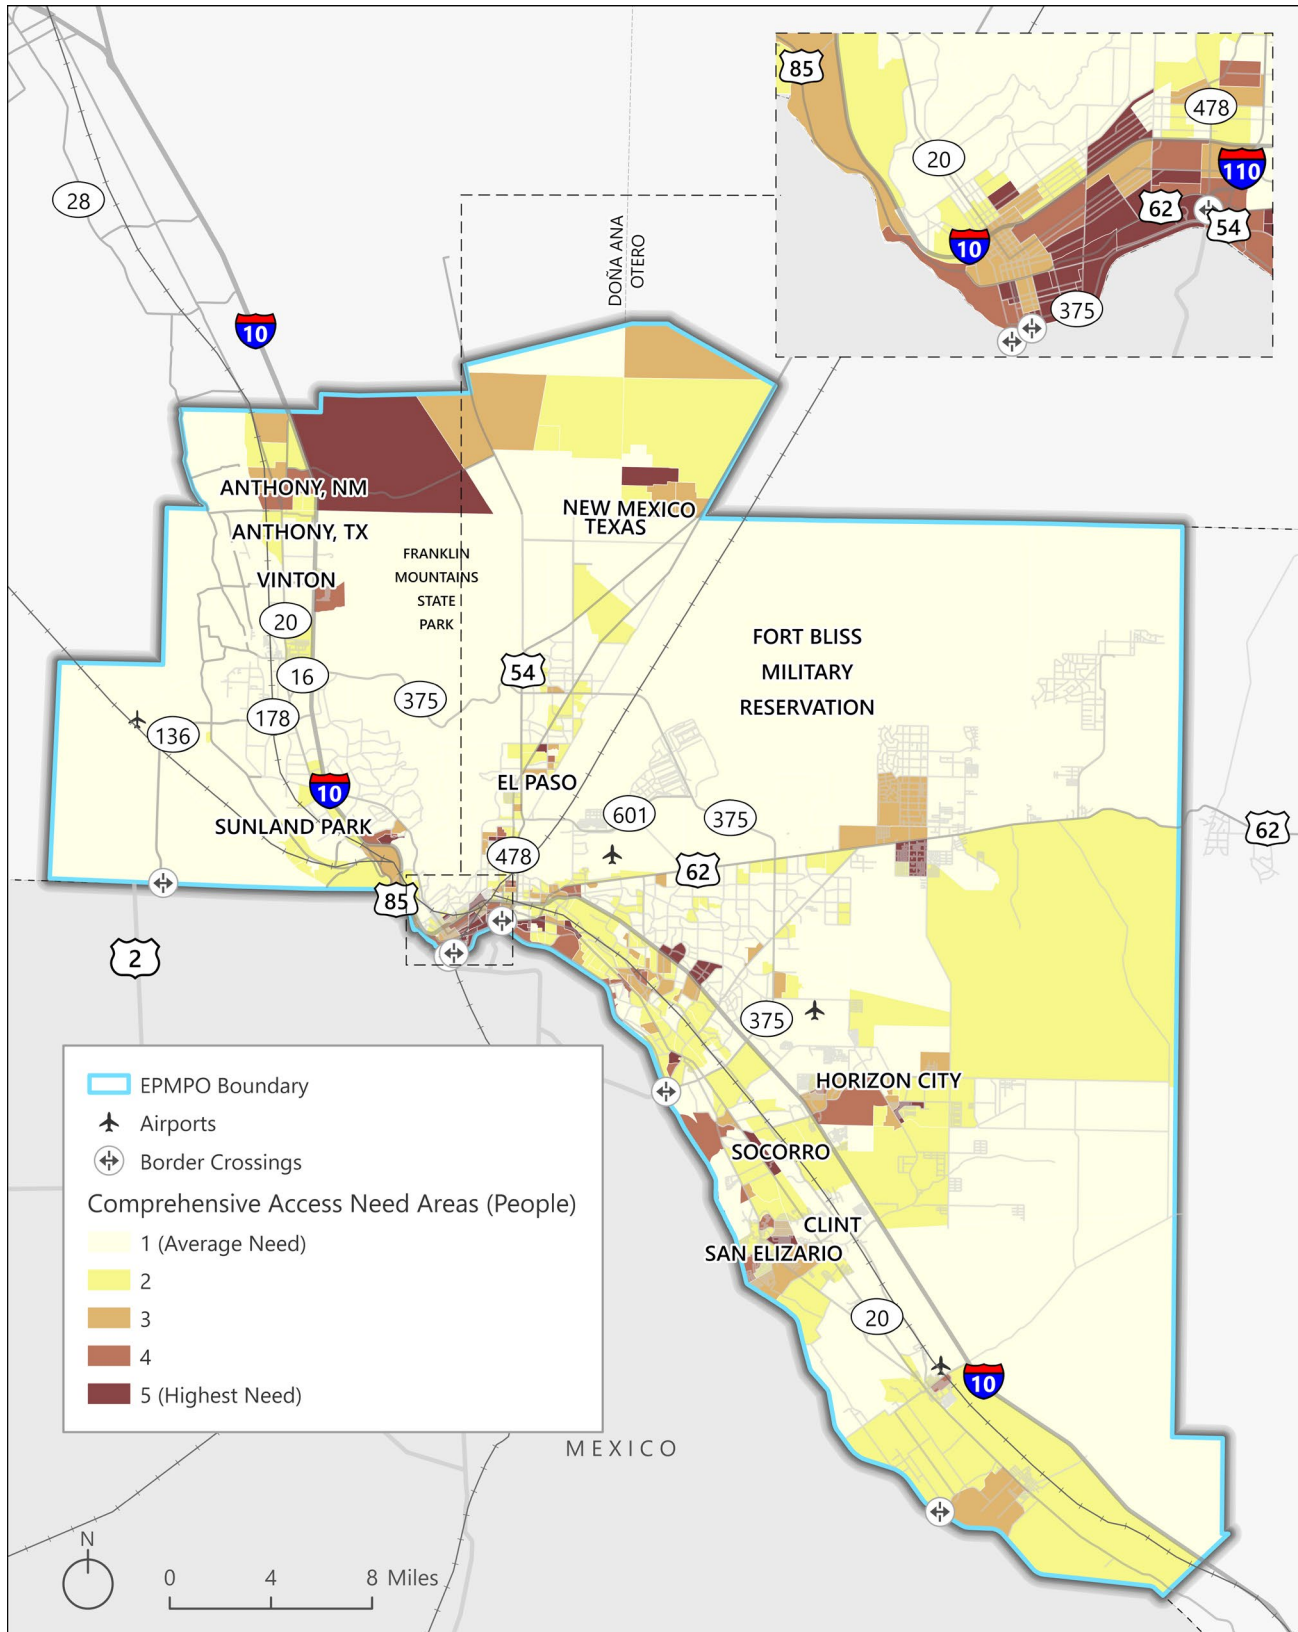 85
478
20
110
62
54
10
375
28
DOÑA ANA
OTERO
10
ANTHONY, NM
NEW MEXICO
TEXAS
ANTHONY, TX
FRANKLIN
MOUNTAINS
STATE
PARK
VINTON
20
FORT BLISS
MILITARY
RESERVATION
54
16
375
178
136
EL PASO
10
601
375
SUNLAND PARK
62
478
62
85
2
375
HORIZON CITY
SOCORRO
CLINT
SAN ELIZARIO
20
10
MEXICO
EPMPO Boundary
Airports
Border Crossings
Comprehensive Access Need Areas (People)
1 (Average Need)
2
3
4
5 (Highest Need)
N
0 4 8 Miles